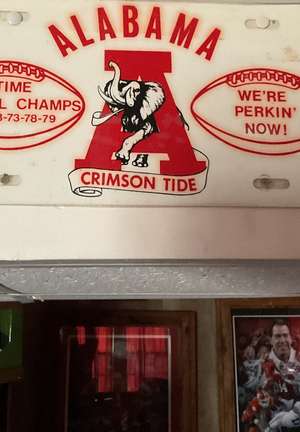 ALABAMA
TIME
L CHAMPS
3-73-78-79
WE'RE
PERKIN'
NOW!
A
CRIMSON TIDE